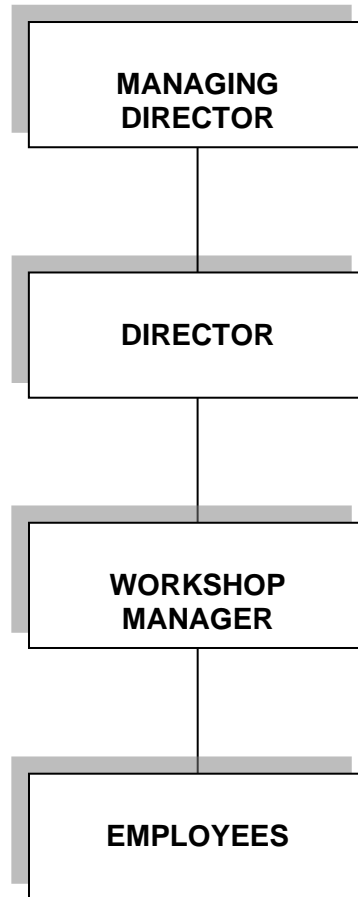 MANAGING
DIRECTOR
DIRECTOR
WORKSHOP
MANAGER
EMPLOYEES